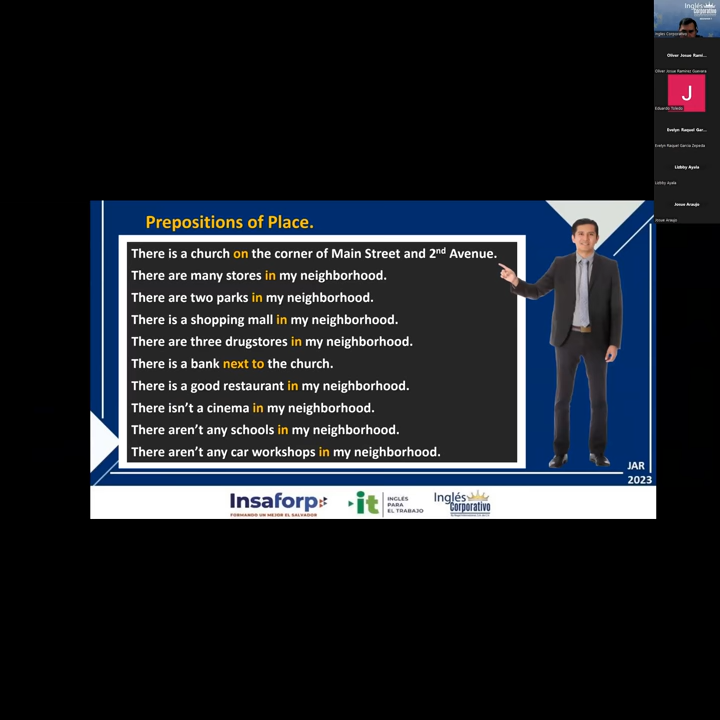 Prepositions of Place.
There is a church on the corner of Main Street and 2nd Avenue.
There are many stores in my neighborhood.
There are two parks in my neighborhood.
There is a shopping mall in my neighborhood.
There are three drugstores in my neighborhood.
There is a bank next to the church.
There is a good restaurant in my neighborhood.
There isn't a cinema in my neighborhood.
There aren't any schools in my neighborhood.
There aren't any car workshops in my neighborhood.
JAR
2023
Insaforp
FORMANDO UN MEJOR EL SALVADOR
it
INGLÉS
PARA
EL TRABAJO
Inglés
Corporativo
Inglés
Corporativo
Inglés Corporativo
Oliver Josue Rami...
Oliver Josue Ramirez Guevara
J
Eduardo Toledo
Evelyn Raquel Gar...
Evelyn Raquel Garcia Zepeda
Lizbby Ayala
Lizbby Ayala
Josue Araujo
Josue Araujo